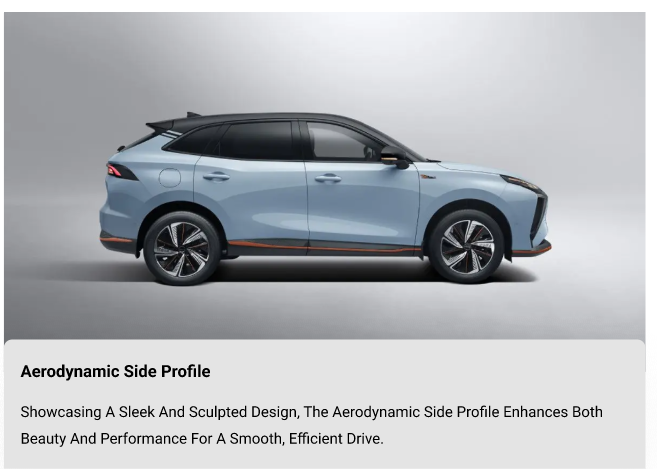 Aerodynamic Side Profile
Showcasing A Sleek And Sculpted Design, The Aerodynamic Side Profile Enhances Both
Beauty And Performance For A Smooth, Efficient Drive.